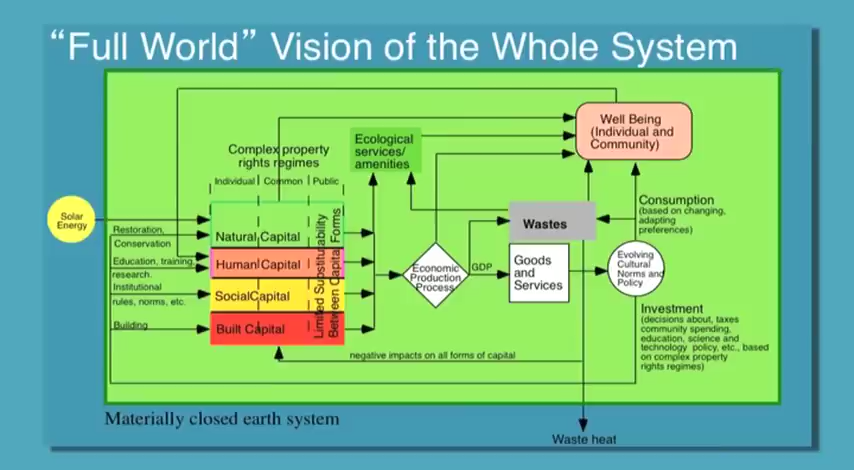 “Full World” Vision of the Whole System
Well Being
(Individual and
Community)
Complex property
rights regimes
Ecological
services/
amenities
Individual
Common
Public
Solar
Energy
Restoration,
Conservation
Natural Capital
Education, training,
research.
Human Capital
Institutional
rules, norms, etc.
SocialCapital
Building
Built Capital
Limited Substitutability
Between Capital Forms
Economic
Production
Process
GDP
Wastes
Goods
and
Services
Evolving
Cultural
Norms and
Policy
Consumption
(based on changing,
adapting
preferences)
Investment
(decisions about, taxes
community spending,
education, science and
technology policy, etc., based
on complex property
rights regimes)
negative impacts on all forms of capital
Materially closed earth system
Waste heat